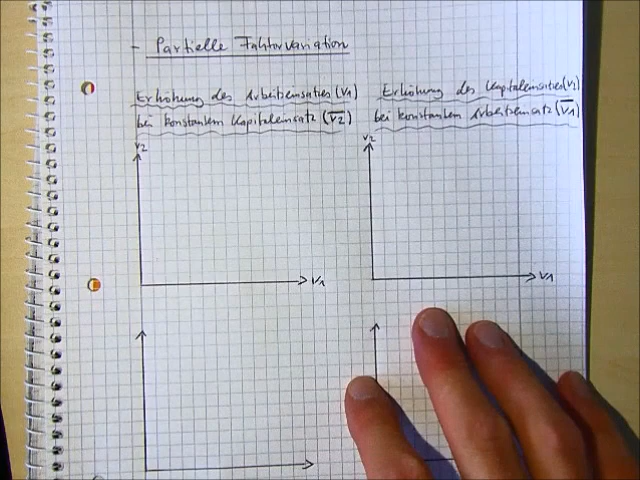 - Partielle Faktorvariation
Erhöhung des Arbeitseinsatzes (v1)
bei konstantem Kapitaleinsatz (v̅2)
Erhöhung des Kapitaleinsatzes (v2)
bei konstantem Arbeitseinsatz (v̅1)
v2
v1
v2
v1